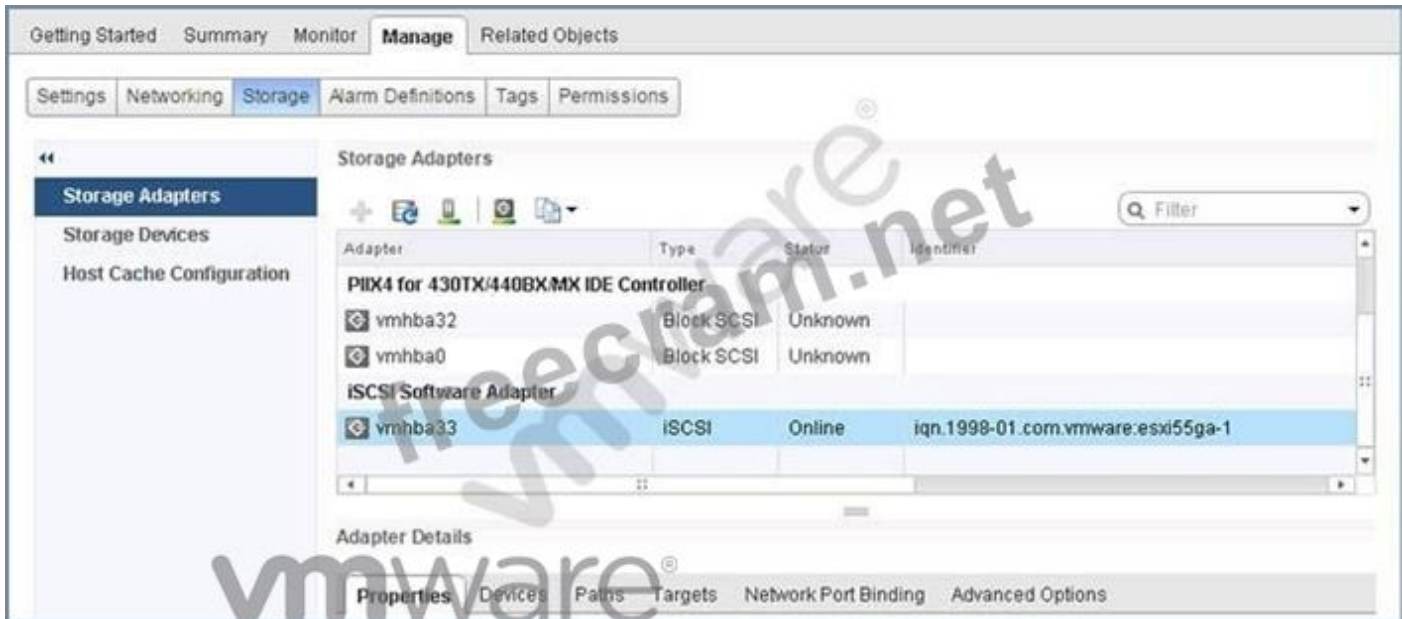 Getting Started Summary Monitor Manage Related Objects
Settings Networking Storage Alarm Definitions Tags Permissions
Storage Adapters
Storage Devices
Host Cache Configuration
Storage Adapters
Filter
Adapter Type Status Identifier
PIIX4 for 430TX/440BX/MX IDE Controller
vmhba32 Block SCSI Unknown
vmhba0 Block SCSI Unknown
iSCSI Software Adapter
vmhba33 iSCSI Online iqn.1998-01.com.vmware:esxi55ga-1
Adapter Details
Properties Devices Paths Targets Network Port Binding Advanced Options
freecram.net
vmware®
vmware®